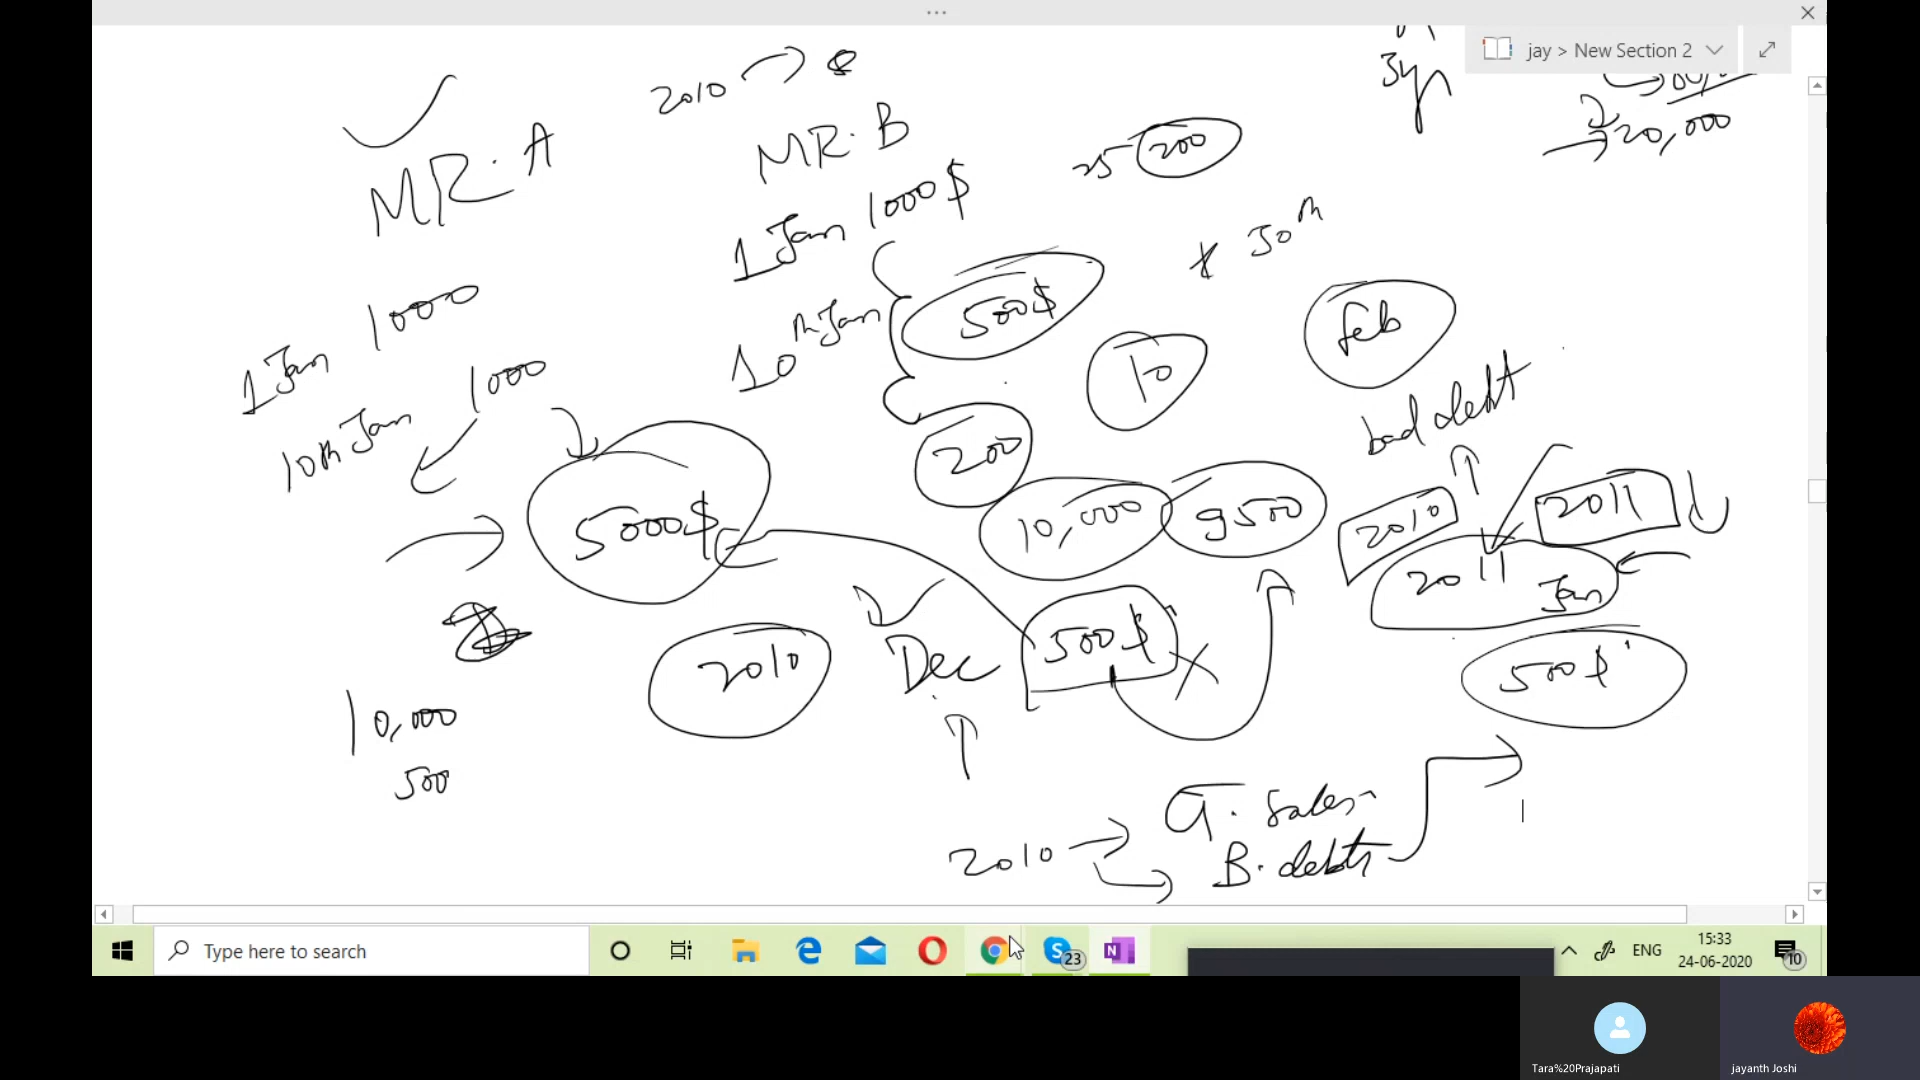 jay > New Section 2
3yr
20,000
2010
MR. A
MR. B
25 200
1 Jan 1000$
* 30th
1 Jan 1000
10th Jan
500$
10
feb
10th Jan 1000
200
bad debt
5000$
10,000
9500
2010
2011
2011 Jan
2010
Dec
500$
500$
10,000
500
2010
G. Sales
B. debts
Type here to search
23
ENG
15:33
24-06-2020
10
Tara%20Prajapati
jayanth Joshi